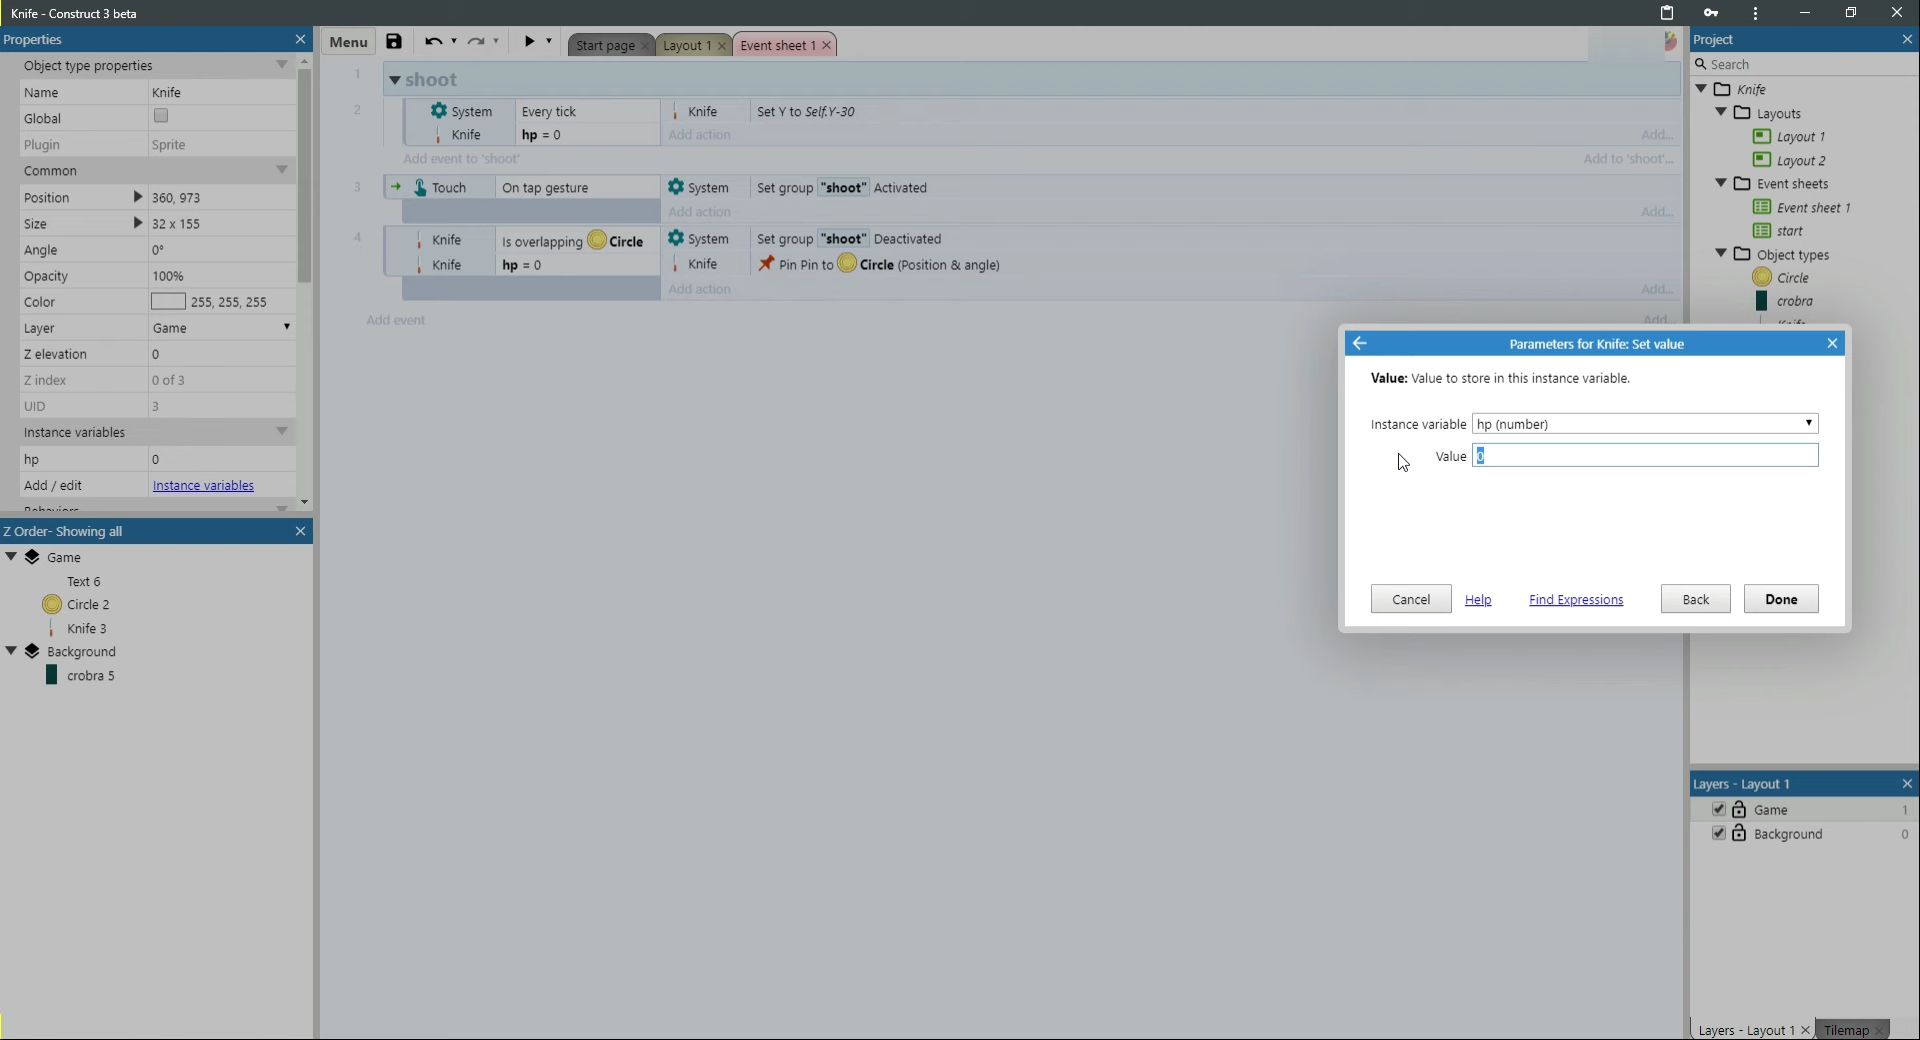 Knife - Construct 3 beta
Properties
Object type properties
Name Knife
Global
Plugin Sprite
Common
Position 360, 973
Size 32 x 155
Angle 0°
Opacity 100%
Color 255, 255, 255
Layer Game
Z elevation 0
Z index 0 of 3
UID 3
Instance variables
hp 0
Add / edit Instance variables
Behaviors
Z Order- Showing all
Game
Text 6
Circle 2
Knife 3
Background
crobra 5
Menu
Start page
Layout 1
Event sheet 1
1 shoot
2 System Every tick Knife Set Y to Self.Y-30
Knife hp = 0 Add action Add...
Add event to 'shoot' Add to 'shoot'...
3 Touch On tap gesture System Set group "shoot" Activated
Add action Add...
4 Knife Is overlapping Circle System Set group "shoot" Deactivated
Knife hp = 0 Knife Pin Pin to Circle (Position & angle)
Add action Add...
Add event Add...
Parameters for Knife: Set value
Value: Value to store in this instance variable.
Instance variable hp (number)
Value 0
Cancel Help Find Expressions Back Done
Project
Search
Knife
Layouts
Layout 1
Layout 2
Event sheets
Event sheet 1
start
Object types
Circle
crobra
Knife
Layers - Layout 1
Game 1
Background 0
Layers - Layout 1 Tilemap